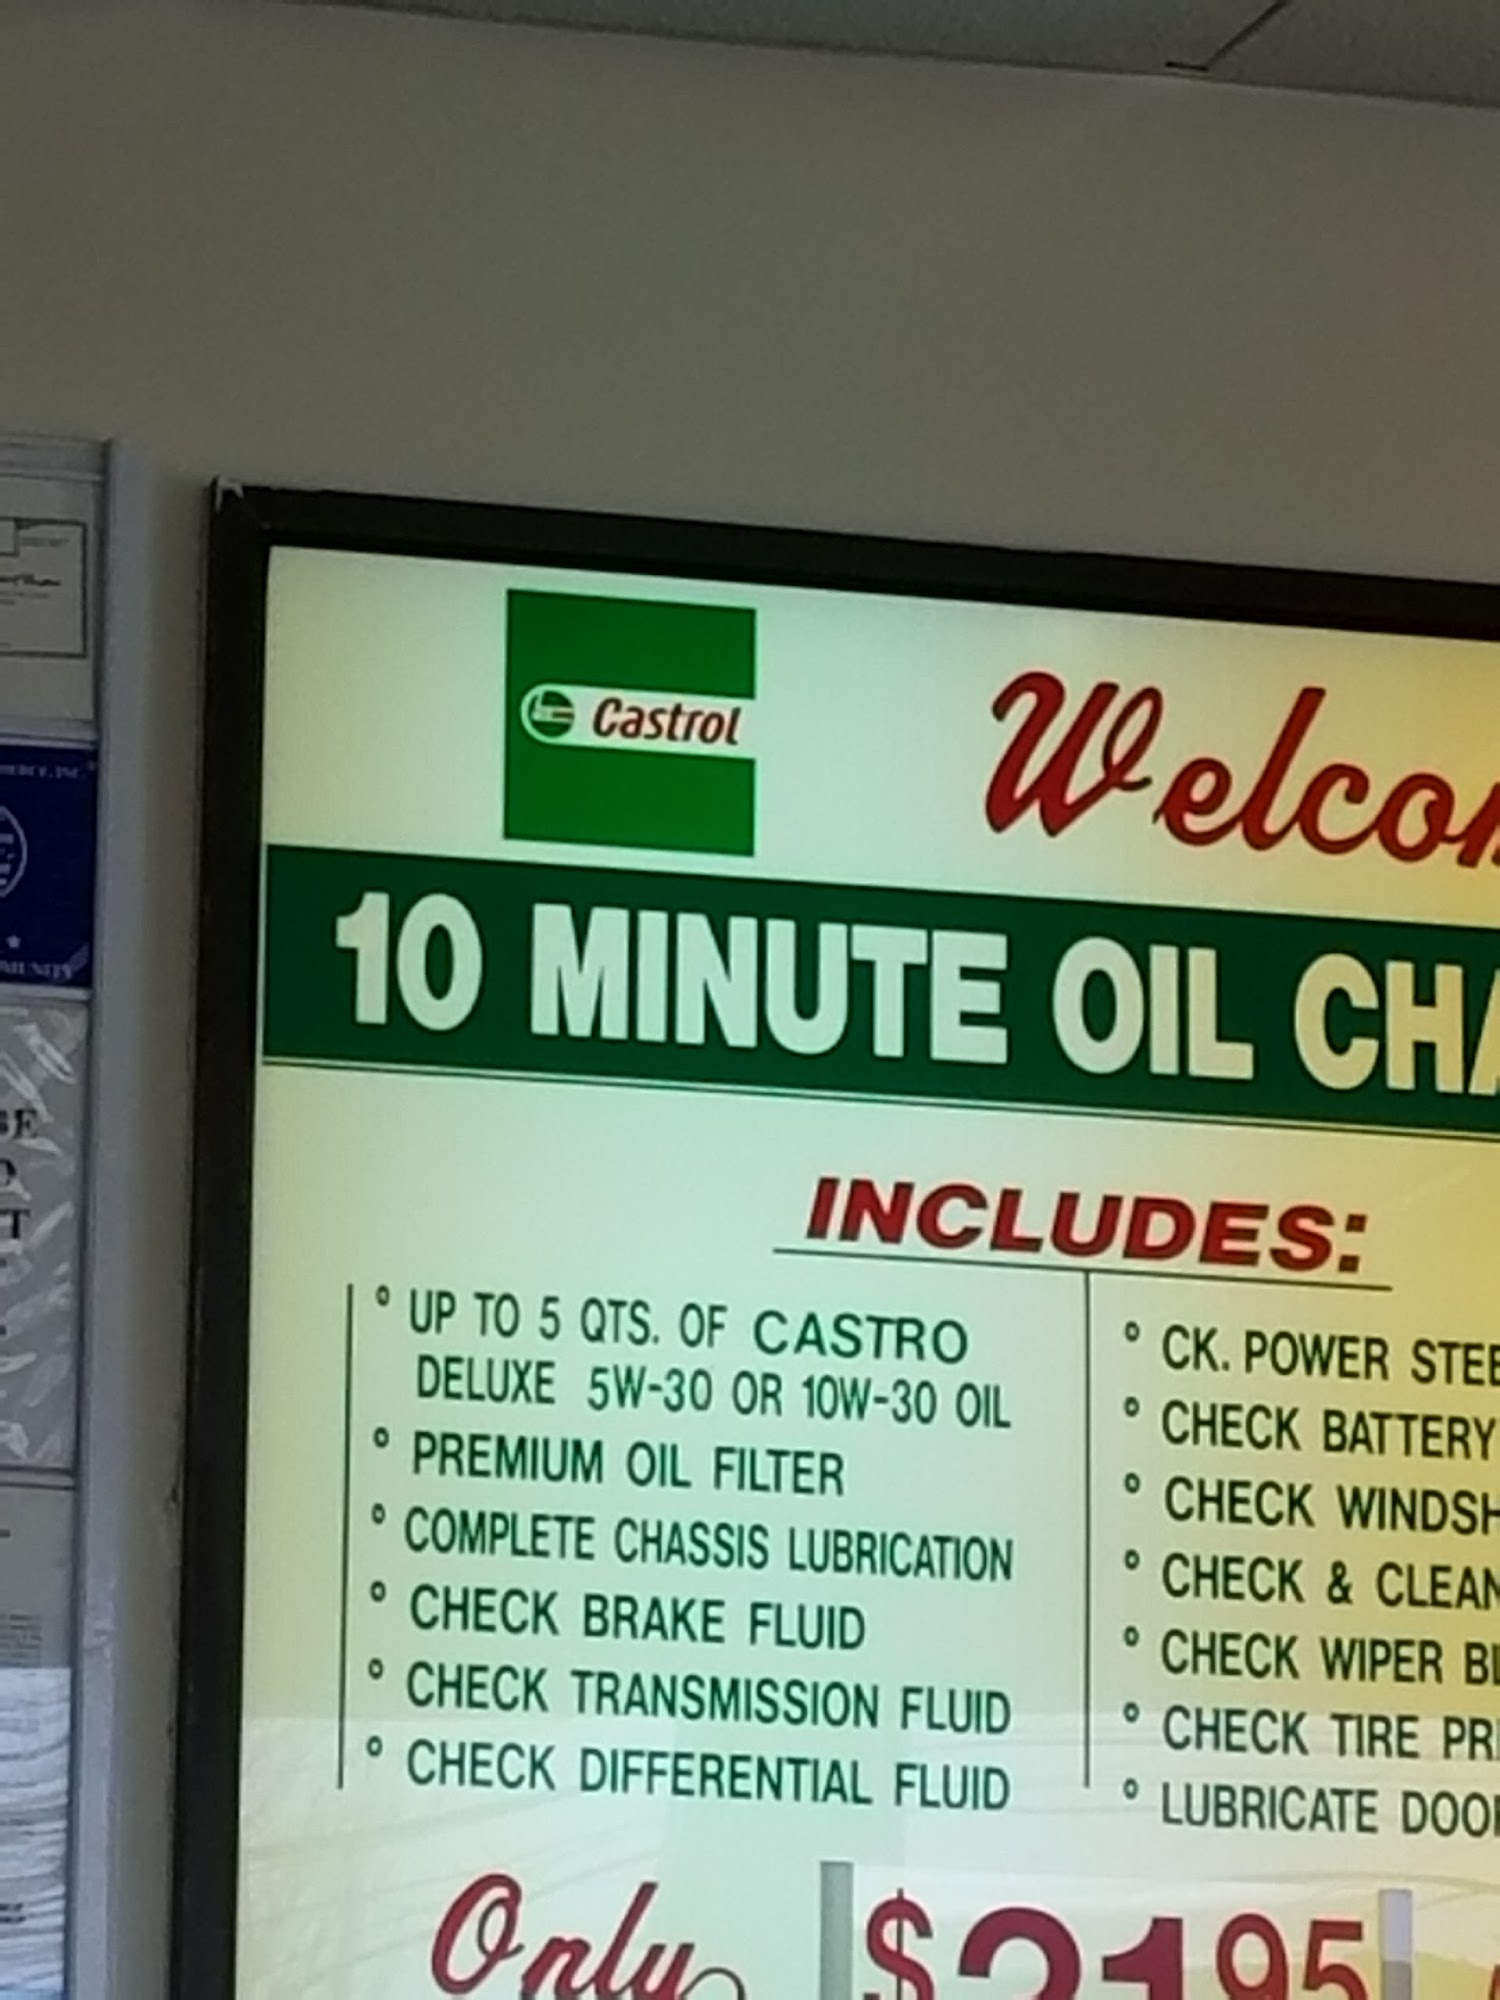 Castrol
Welcom
10 MINUTE OIL CHA
INCLUDES:
° UP TO 5 QTS. OF CASTRO
DELUXE 5W-30 OR 10W-30 OIL
° PREMIUM OIL FILTER
° COMPLETE CHASSIS LUBRICATION
° CHECK BRAKE FLUID
° CHECK TRANSMISSION FLUID
° CHECK DIFFERENTIAL FLUID
° CK. POWER STEE
° CHECK BATTERY
° CHECK WINDSH
° CHECK & CLEAN
° CHECK WIPER BL
° CHECK TIRE PR
° LUBRICATE DOO
Only